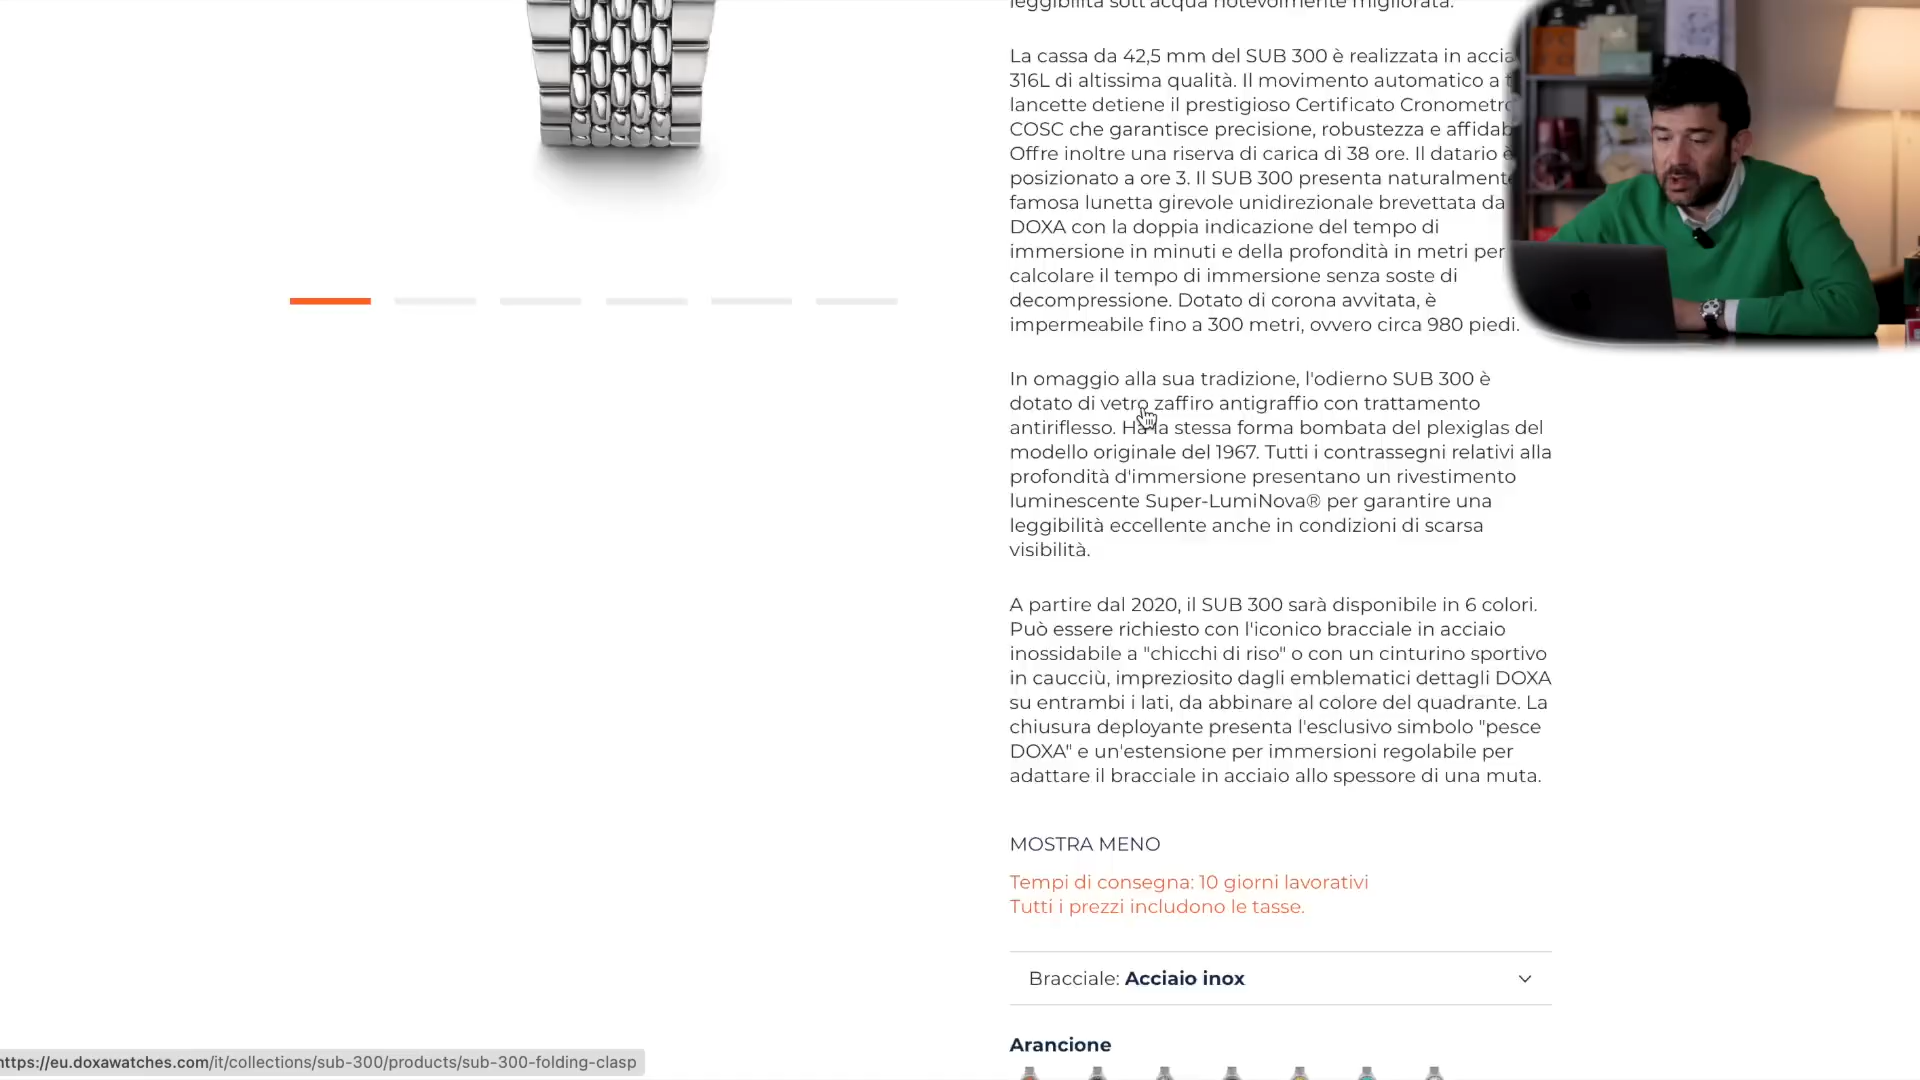 leggibilità sott'acqua notevolmente migliorata.
La cassa da 42,5 mm del SUB 300 è realizzata in
316L di altissima qualità. Il movimento automatico a
lancette detiene il prestigioso Certificato Cronometro
COSC che garantisce precisione, robustezza e
Offre inoltre una riserva di carica di 38 ore. Il datario è
posizionato a ore 3. Il SUB 300 presenta naturalmente
famosa lunetta girevole unidirezionale brevettata da
DOXA con la doppia indicazione del tempo di
immersione in minuti e della profondità in metri per
calcolare il tempo di immersione senza soste di
decompressione. Dotato di corona avvitata, è
impermeabile fino a 300 metri, ovvero circa 980 piedi.
In omaggio alla sua tradizione, l'odierno SUB 300 è
dotato di vetro zaffiro antigraffio con trattamento
antiriflesso. Ha la stessa forma bombata del plexiglas del
modello originale del 1967. Tutti i contrassegni relativi alla
profondità d'immersione presentano un rivestimento
luminescente Super-LumiNova® per garantire una
leggibilità eccellente anche in condizioni di scarsa
visibilità.
A partire dal 2020, il SUB 300 sarà disponibile in 6 colori.
Può essere richiesto con l'iconico bracciale in acciaio
inossidabile a "chicchi di riso" o con un cinturino sportivo
in caucciù, impreziosito dagli emblematici dettagli DOXA
su entrambi i lati, da abbinare al colore del quadrante. La
chiusura deployante presenta l'esclusivo simbolo "pesce
DOXA" e un'estensione per immersioni regolabile per
adattare il bracciale in acciaio allo spessore di una muta.
MOSTRA MENO
Tempi di consegna: 10 giorni lavorativi
Tutti i prezzi includono le tasse.
Bracciale: Acciaio inox
Arancione
https://eu.doxawatches.com/it/collections/sub-300/products/sub-300-folding-clasp